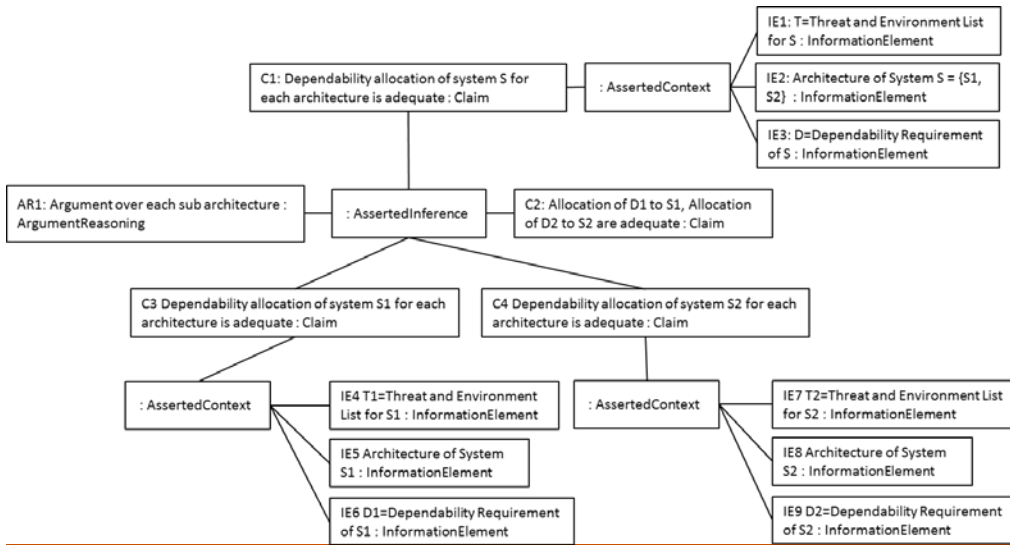 IE1: T=Threat and Environment List
for S : InformationElement
C1: Dependability allocation of system S for
each architecture is adequate : Claim
: AssertedContext
IE2: Architecture of System S = {S1,
S2} : InformationElement
IE3: D=Dependability Requirement
of S : InformationElement
AR1: Argument over each sub architecture :
ArgumentReasoning
: AssertedInference
C2: Allocation of D1 to S1, Allocation
of D2 to S2 are adequate : Claim
C3 Dependability allocation of system S1 for each
architecture is adequate : Claim
C4 Dependability allocation of system S2 for each
architecture is adequate : Claim
: AssertedContext
IE4 T1=Threat and Environment
List for S1 : InformationElement
IE5 Architecture of System
S1 : InformationElement
IE6 D1=Dependability Requirement
of S1 : InformationElement
: AssertedContext
IE7 T2=Threat and Environment List
for S2 : InformationElement
IE8 Architecture of System
S2 : InformationElement
IE9 D2=Dependability Requirement
of S2 : InformationElement